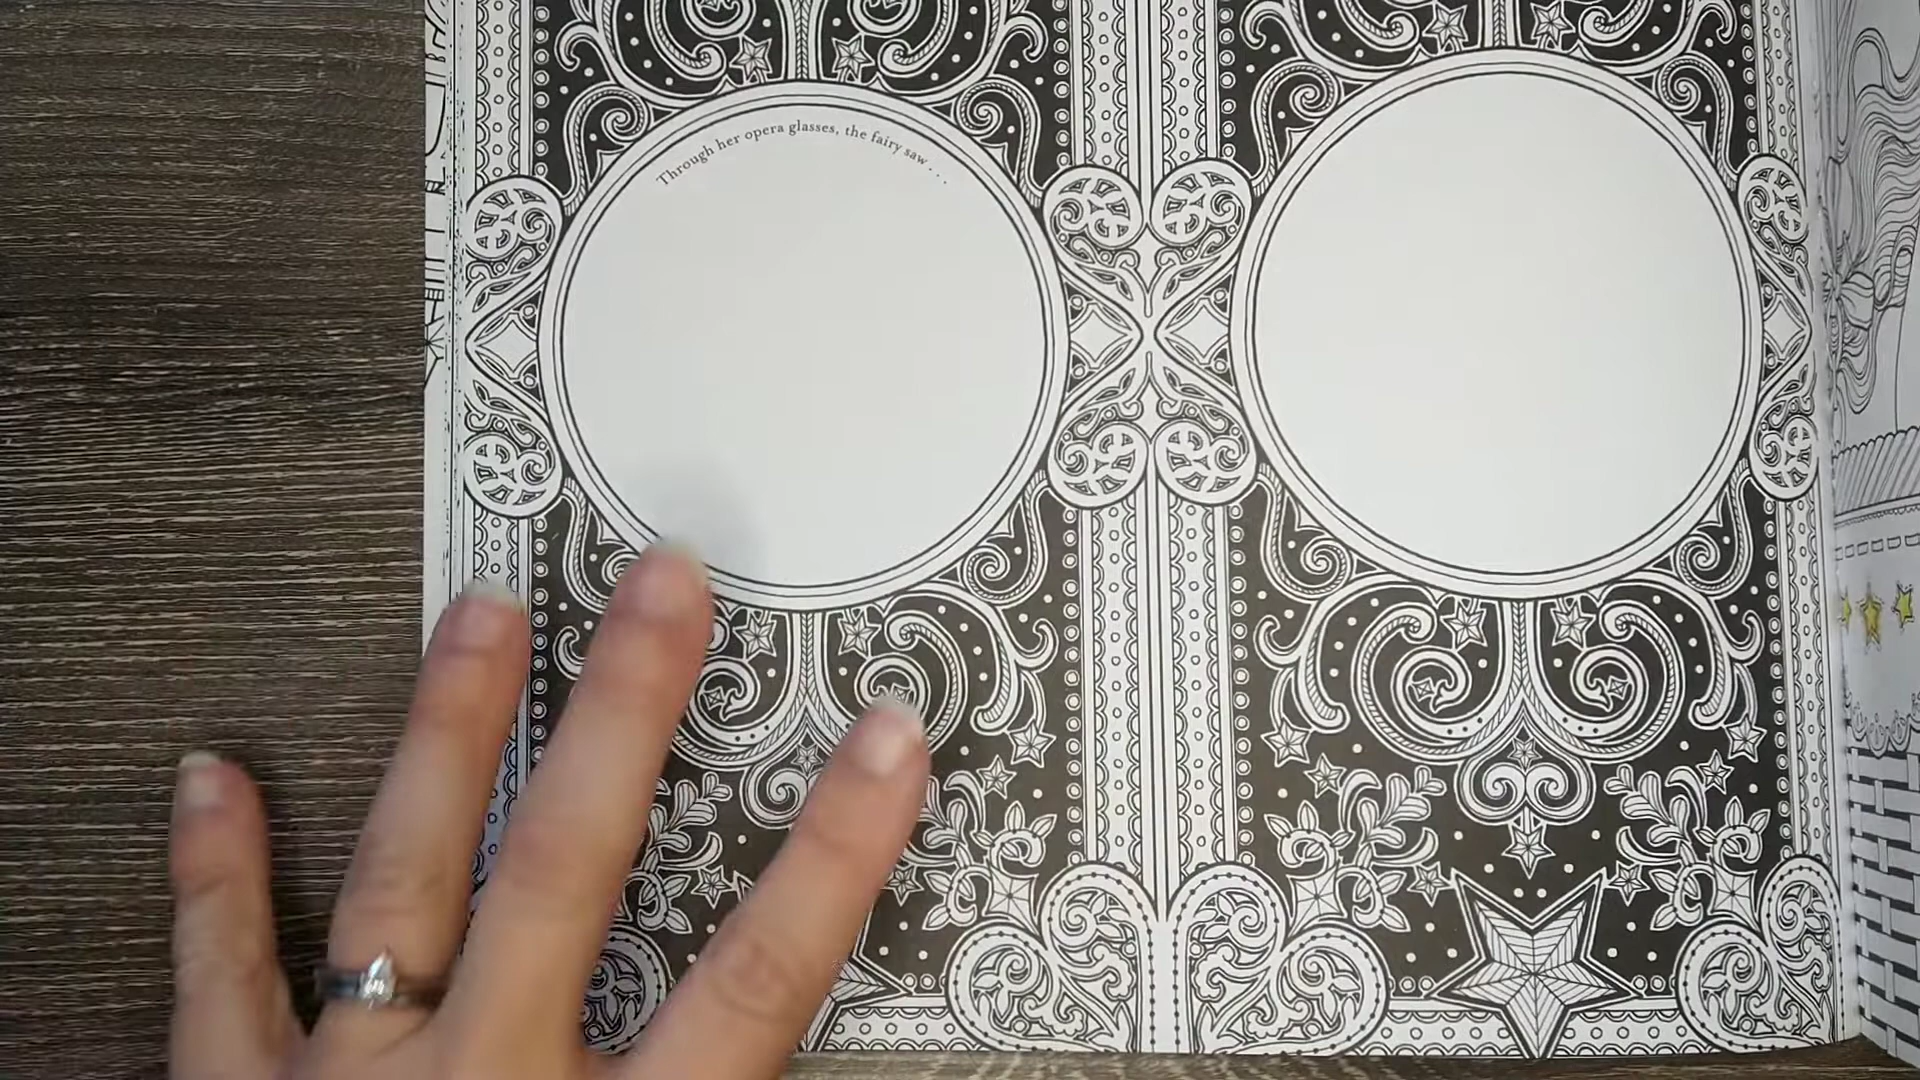 Through her opera glasses, the fairy saw . . .